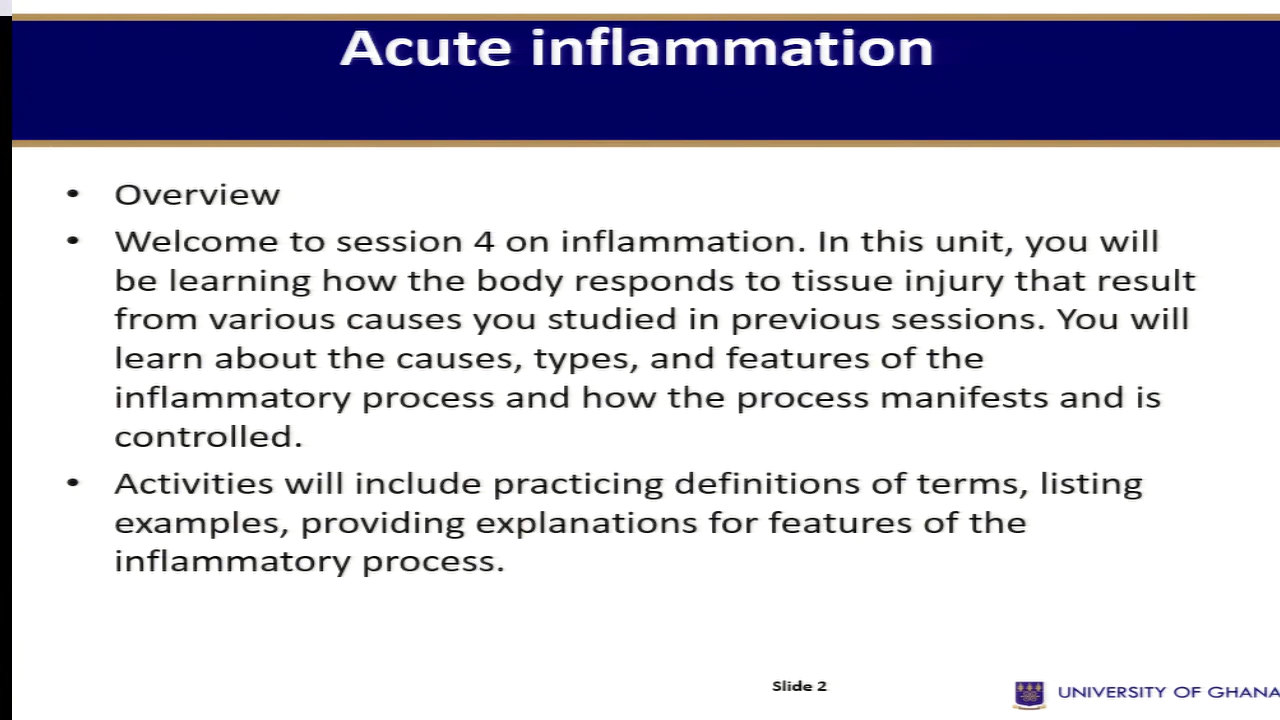 Acute inflammation
• Overview
• Welcome to session 4 on inflammation. In this unit, you will
be learning how the body responds to tissue injury that result
from various causes you studied in previous sessions. You will
learn about the causes, types, and features of the
inflammatory process and how the process manifests and is
controlled.
• Activities will include practicing definitions of terms, listing
examples, providing explanations for features of the
inflammatory process.
Slide 2
UNIVERSITY OF GHANA